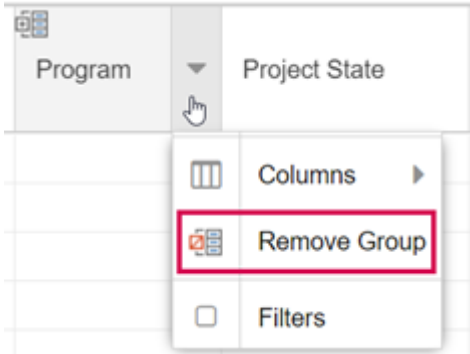 Program
Project State
Columns
Remove Group
Filters